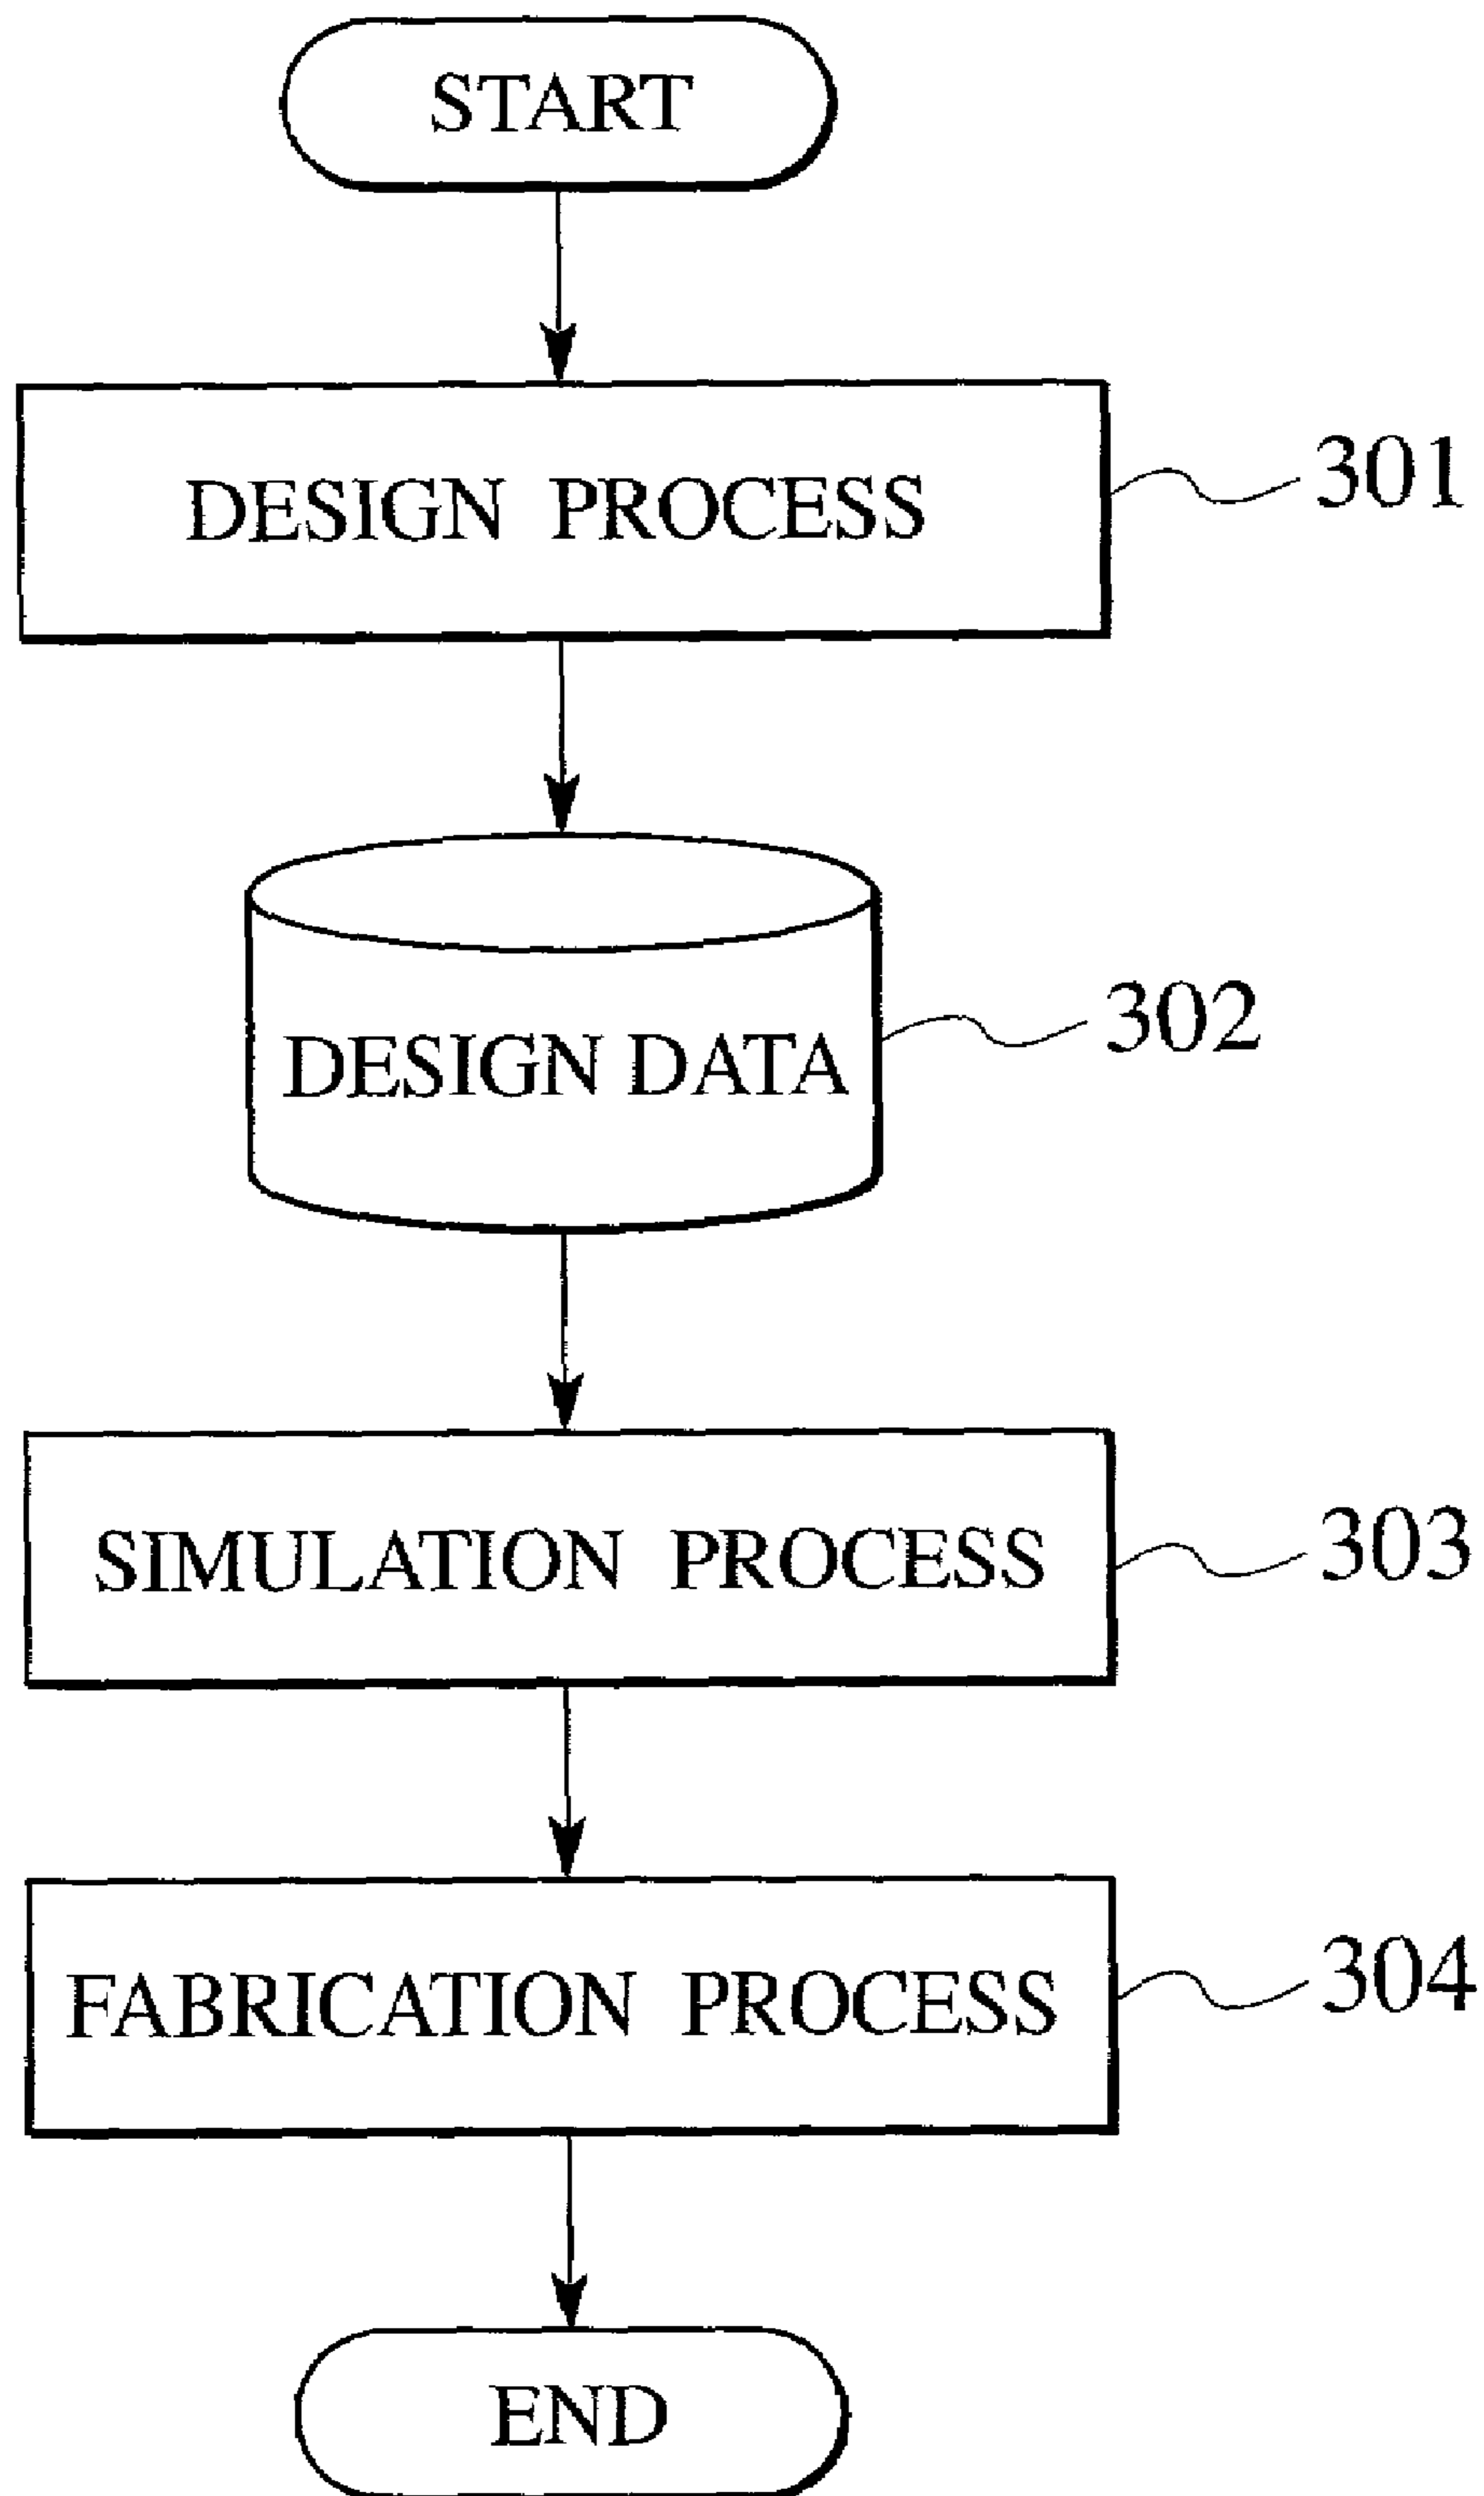 START
DESIGN PROCESS
301
DESIGN DATA
302
SIMULATION PROCESS
303
FABRICATION PROCESS
304
END